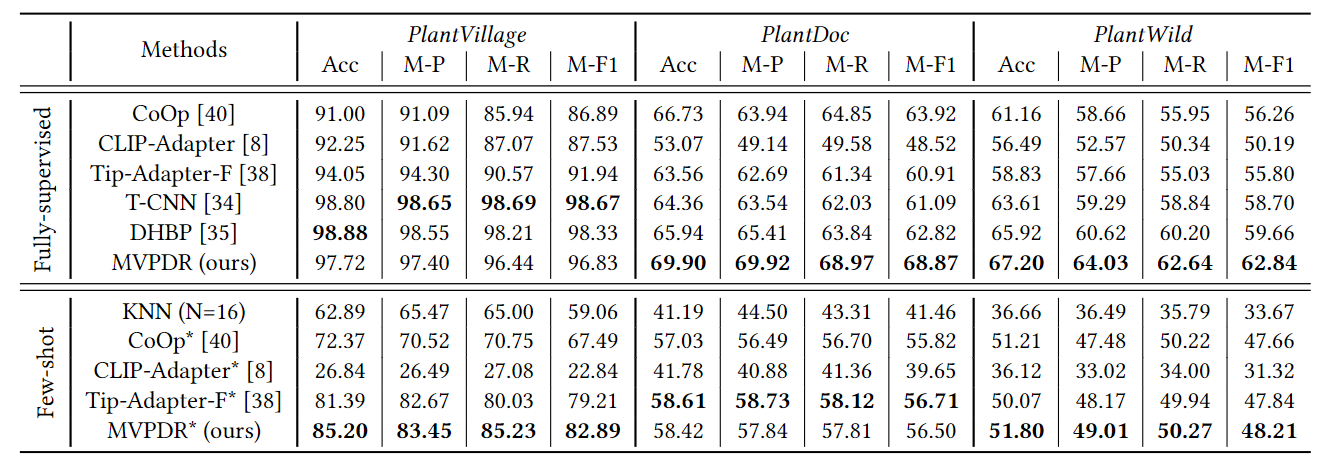 Methods PlantVillage PlantDoc PlantWild
Acc M-P M-R M-F1 Acc M-P M-R M-F1 Acc M-P M-R M-F1
Fully-supervised
CoOp [40] 91.00 91.09 85.94 86.89 66.73 63.94 64.85 63.92 61.16 58.66 55.95 56.26
CLIP-Adapter [8] 92.25 91.62 87.07 87.53 53.07 49.14 49.58 48.52 56.49 52.57 50.34 50.19
Tip-Adapter-F [38] 94.05 94.30 90.57 91.94 63.56 62.69 61.34 60.91 58.83 57.66 55.03 55.80
T-CNN [34] 98.80 98.65 98.69 98.67 64.36 63.54 62.03 61.09 63.61 59.29 58.84 58.70
DHBP [35] 98.88 98.55 98.21 98.33 65.94 65.41 63.84 62.82 65.92 60.62 60.20 59.66
MVPDR (ours) 97.72 97.40 96.44 96.83 69.90 69.92 68.97 68.87 67.20 64.03 62.64 62.84
Few-shot
KNN (N=16) 62.89 65.47 65.00 59.06 41.19 44.50 43.31 41.46 36.66 36.49 35.79 33.67
CoOp* [40] 72.37 70.52 70.75 67.49 57.03 56.49 56.70 55.82 51.21 47.48 50.22 47.66
CLIP-Adapter* [8] 26.84 26.49 27.08 22.84 41.78 40.88 41.36 39.65 36.12 33.02 34.00 31.32
Tip-Adapter-F* [38] 81.39 82.67 80.03 79.21 58.61 58.73 58.12 56.71 50.07 48.17 49.94 47.84
MVPDR* (ours) 85.20 83.45 85.23 82.89 58.42 57.84 57.81 56.50 51.80 49.01 50.27 48.21